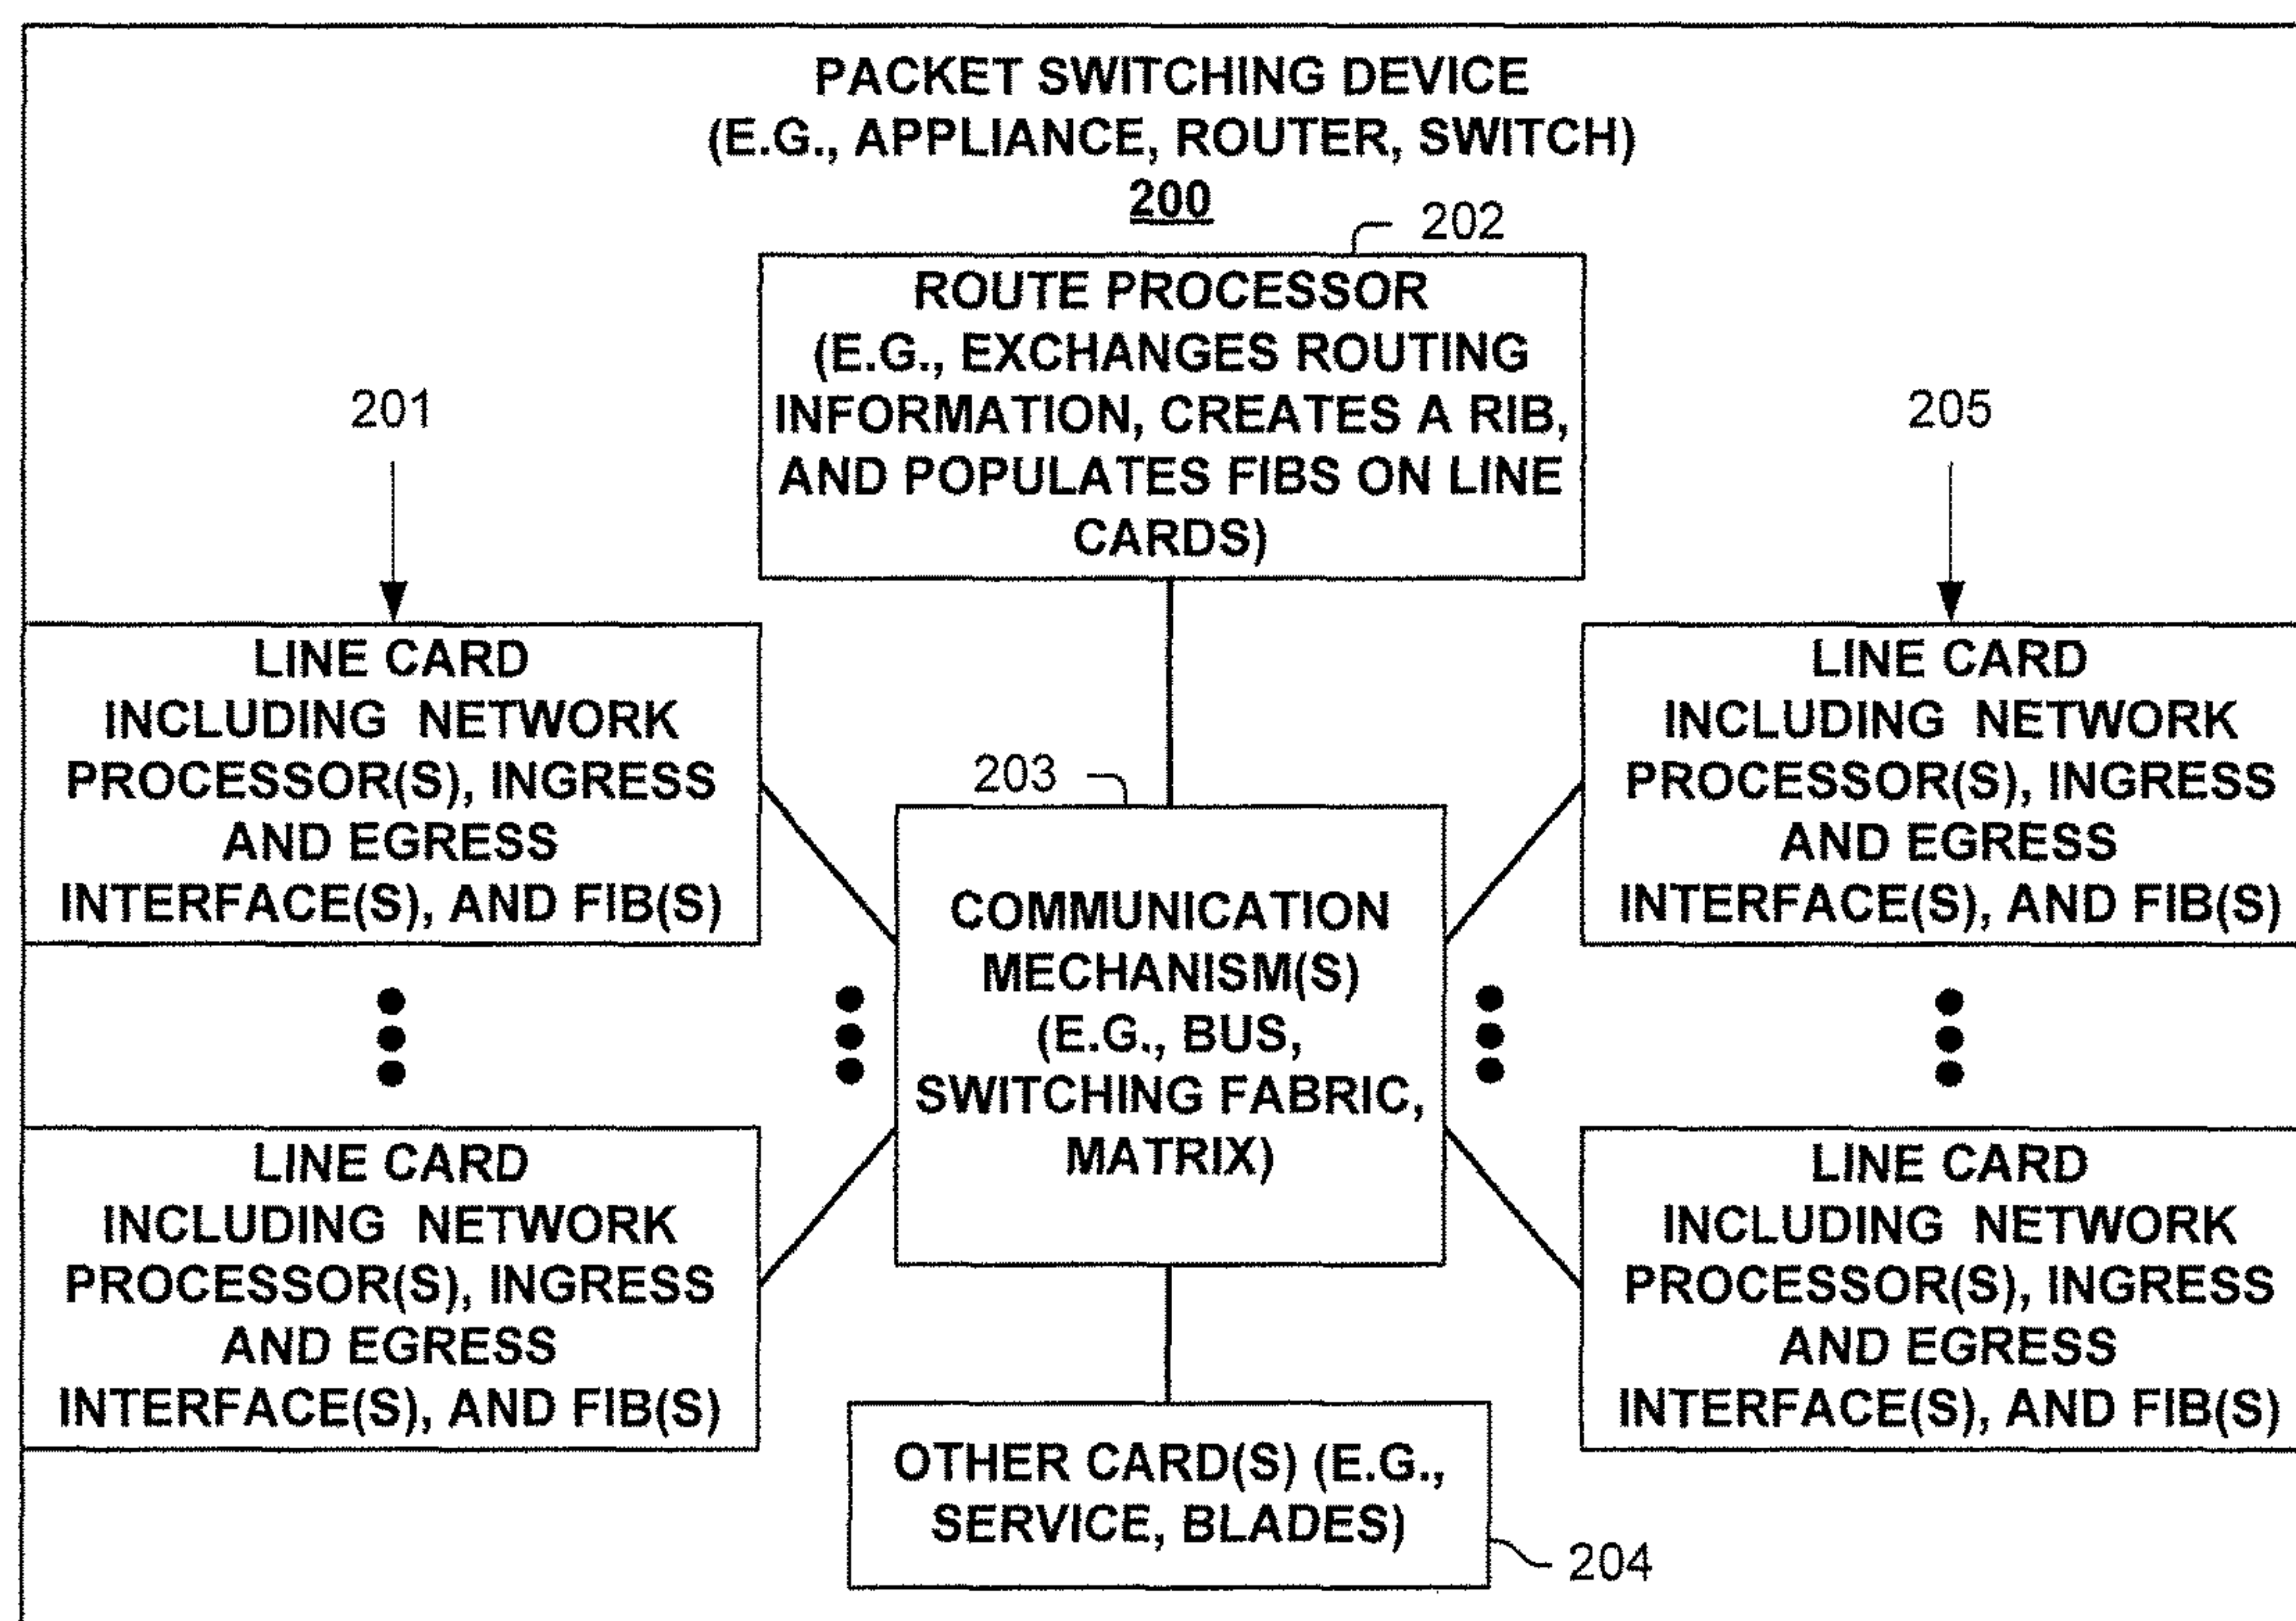 PACKET SWITCHING DEVICE
(E.G., APPLIANCE, ROUTER, SWITCH)
200
202
ROUTE PROCESSOR
(E.G., EXCHANGES ROUTING
INFORMATION, CREATES A RIB,
AND POPULATES FIBS ON LINE
CARDS)
201
205
LINE CARD
INCLUDING NETWORK
PROCESSOR(S), INGRESS
AND EGRESS
INTERFACE(S), AND FIB(S)
LINE CARD
INCLUDING NETWORK
PROCESSOR(S), INGRESS
AND EGRESS
INTERFACE(S), AND FIB(S)
203
COMMUNICATION
MECHANISM(S)
(E.G., BUS,
SWITCHING FABRIC,
MATRIX)
LINE CARD
INCLUDING NETWORK
PROCESSOR(S), INGRESS
AND EGRESS
INTERFACE(S), AND FIB(S)
LINE CARD
INCLUDING NETWORK
PROCESSOR(S), INGRESS
AND EGRESS
INTERFACE(S), AND FIB(S)
OTHER CARD(S) (E.G.,
SERVICE, BLADES)
204